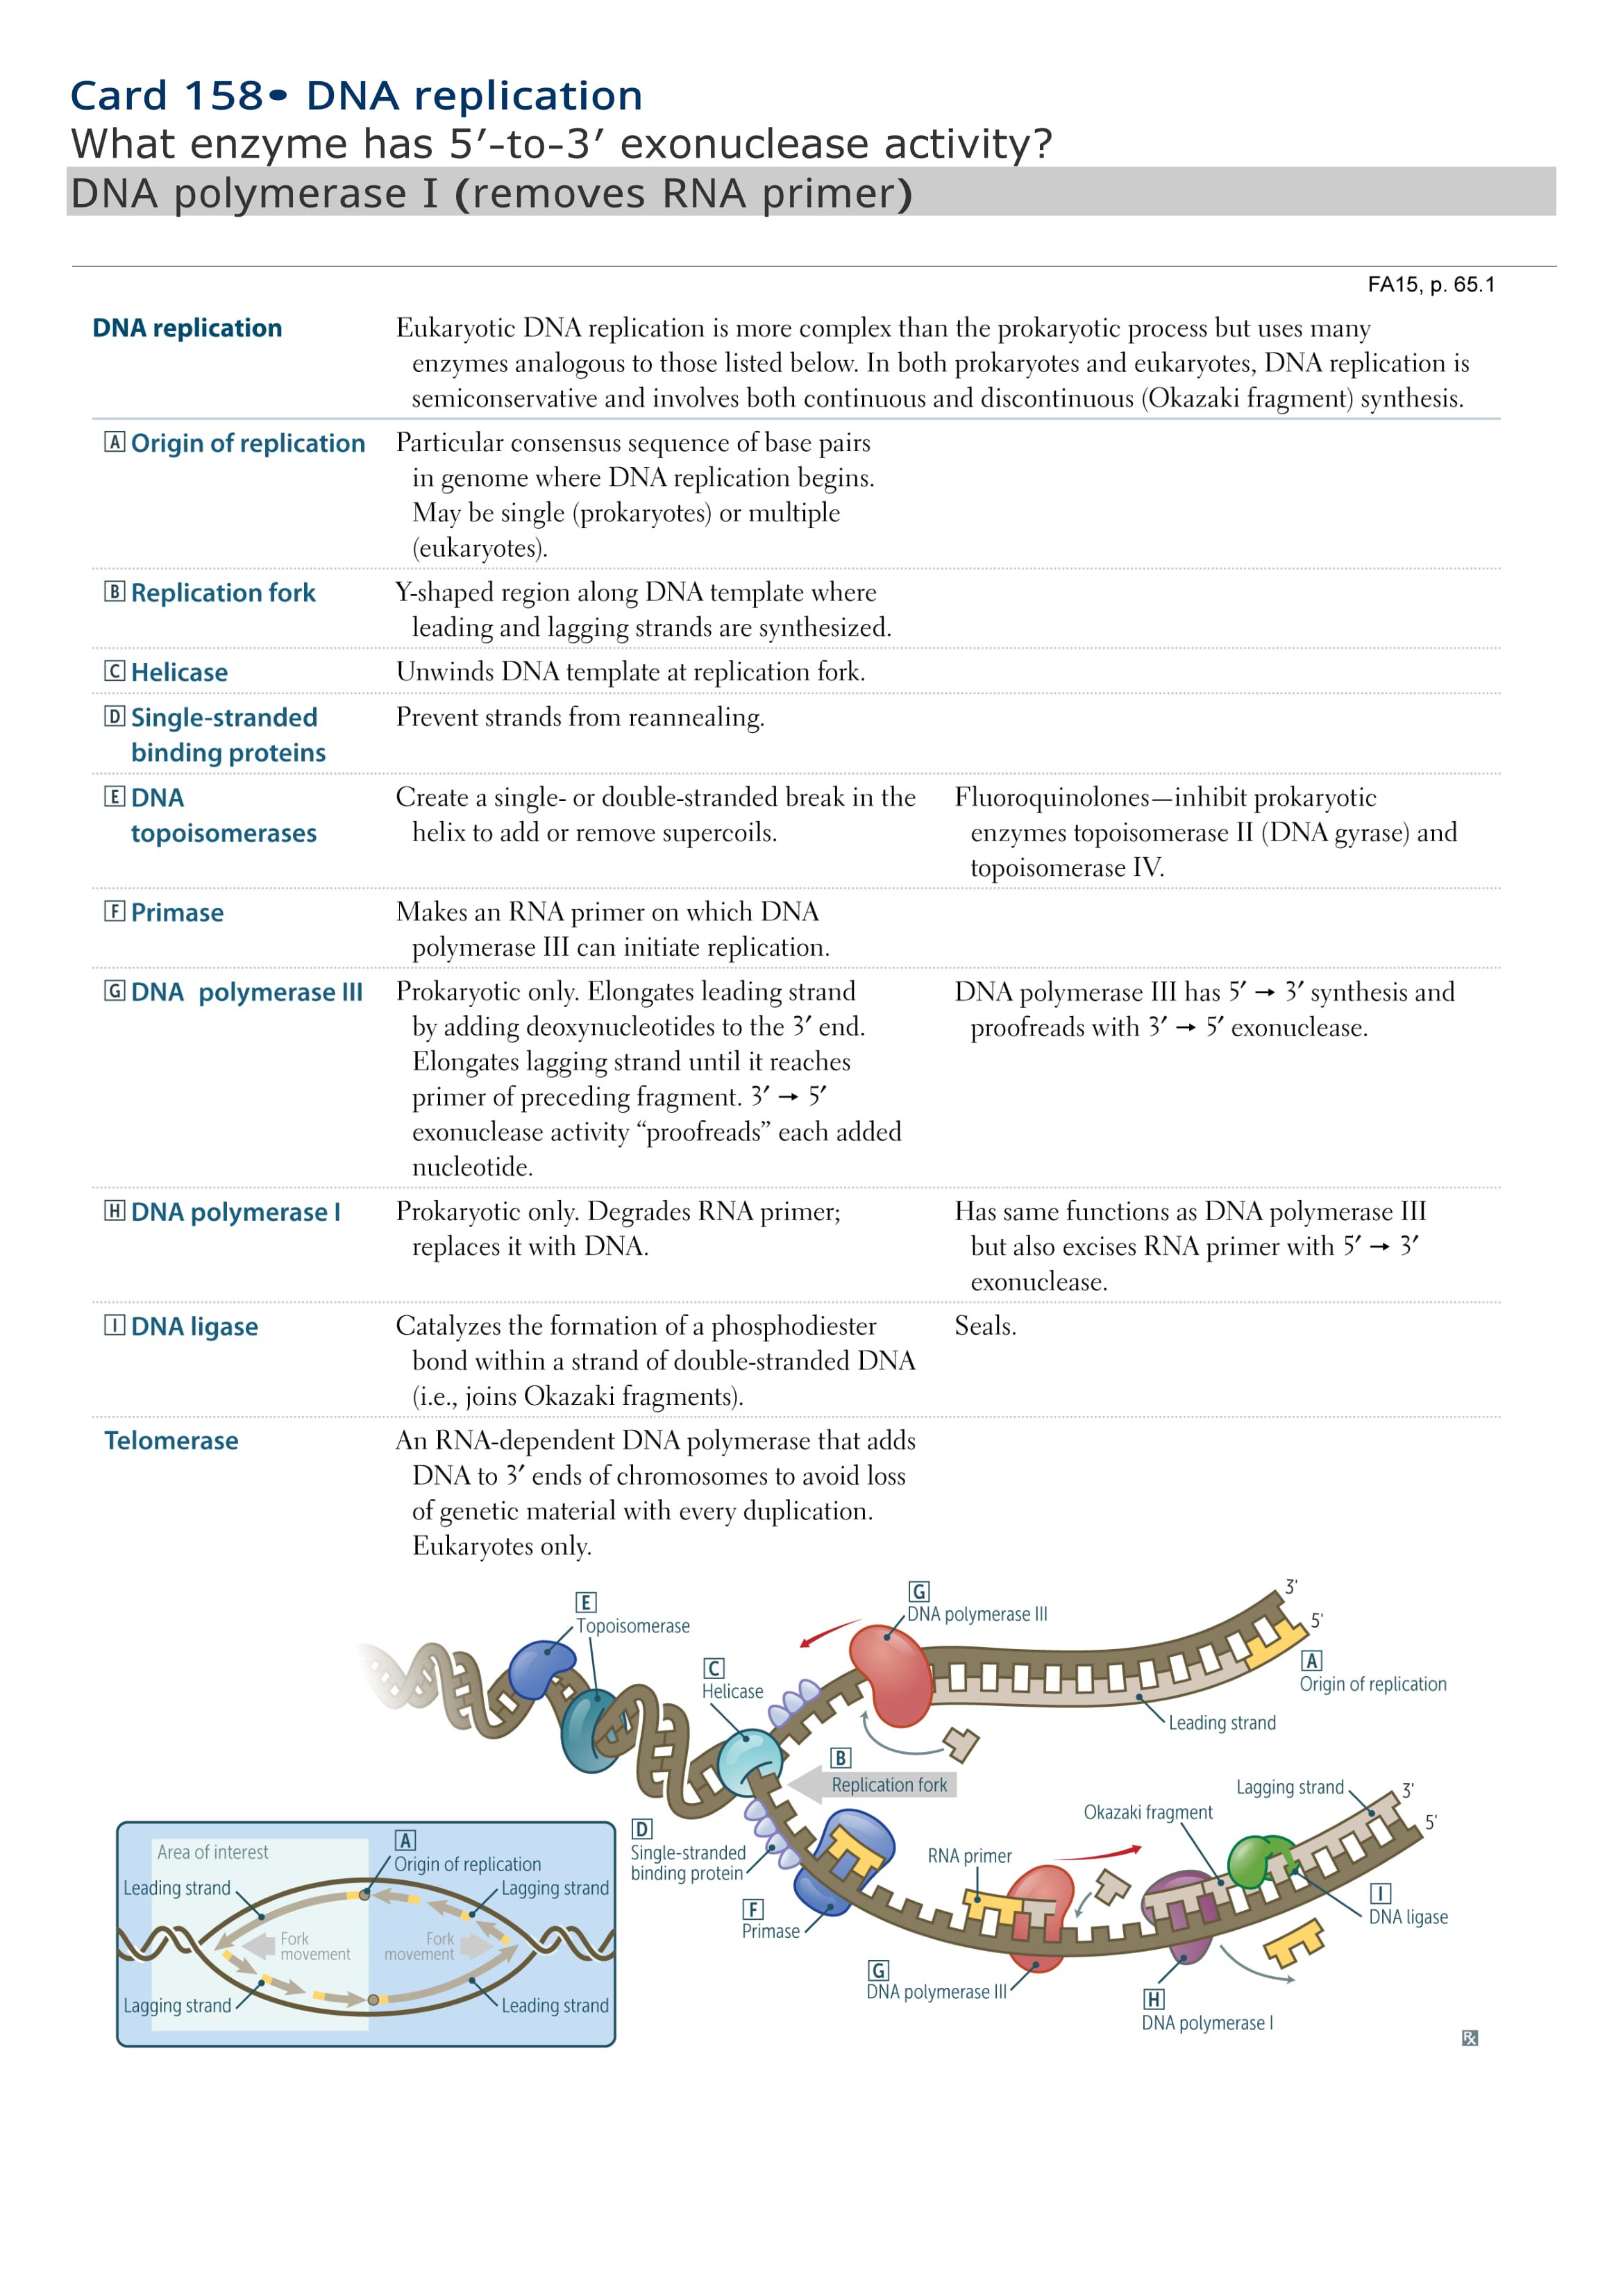 Card 158• DNA replication
What enzyme has 5′-to-3′ exonuclease activity?
DNA polymerase I (removes RNA primer)
FA15, p. 65.1
DNA replication
Eukaryotic DNA replication is more complex than the prokaryotic process but uses many
enzymes analogous to those listed below. In both prokaryotes and eukaryotes, DNA replication is
semiconservative and involves both continuous and discontinuous (Okazaki fragment) synthesis.
A Origin of replication
Particular consensus sequence of base pairs
in genome where DNA replication begins.
May be single (prokaryotes) or multiple
(eukaryotes).
B Replication fork
Y-shaped region along DNA template where
leading and lagging strands are synthesized.
C Helicase
Unwinds DNA template at replication fork.
D Single-stranded
binding proteins
Prevent strands from reannealing.
E DNA
topoisomerases
Create a single- or double-stranded break in the
helix to add or remove supercoils.
Fluoroquinolones—inhibit prokaryotic
enzymes topoisomerase II (DNA gyrase) and
topoisomerase IV.
F Primase
Makes an RNA primer on which DNA
polymerase III can initiate replication.
G DNA polymerase III
Prokaryotic only. Elongates leading strand
by adding deoxynucleotides to the 3′ end.
Elongates lagging strand until it reaches
primer of preceding fragment. 3′ → 5′
exonuclease activity “proofreads” each added
nucleotide.
DNA polymerase III has 5′ → 3′ synthesis and
proofreads with 3′ → 5′ exonuclease.
H DNA polymerase I
Prokaryotic only. Degrades RNA primer;
replaces it with DNA.
Has same functions as DNA polymerase III
but also excises RNA primer with 5′ → 3′
exonuclease.
I DNA ligase
Catalyzes the formation of a phosphodiester
bond within a strand of double-stranded DNA
(i.e., joins Okazaki fragments).
Seals.
Telomerase
An RNA-dependent DNA polymerase that adds
DNA to 3′ ends of chromosomes to avoid loss
of genetic material with every duplication.
Eukaryotes only.
E
Topoisomerase
G
DNA polymerase III
3'
5'
A
Origin of replication
C
Helicase
Leading strand
B
Replication fork
Lagging strand
3'
5'
Okazaki fragment
D
Single-stranded
binding protein
RNA primer
F
Primase
I
DNA ligase
G
DNA polymerase III
H
DNA polymerase I
Area of interest
A
Origin of replication
Leading strand
Lagging strand
Fork
movement
Fork
movement
Lagging strand
Leading strand
Rx